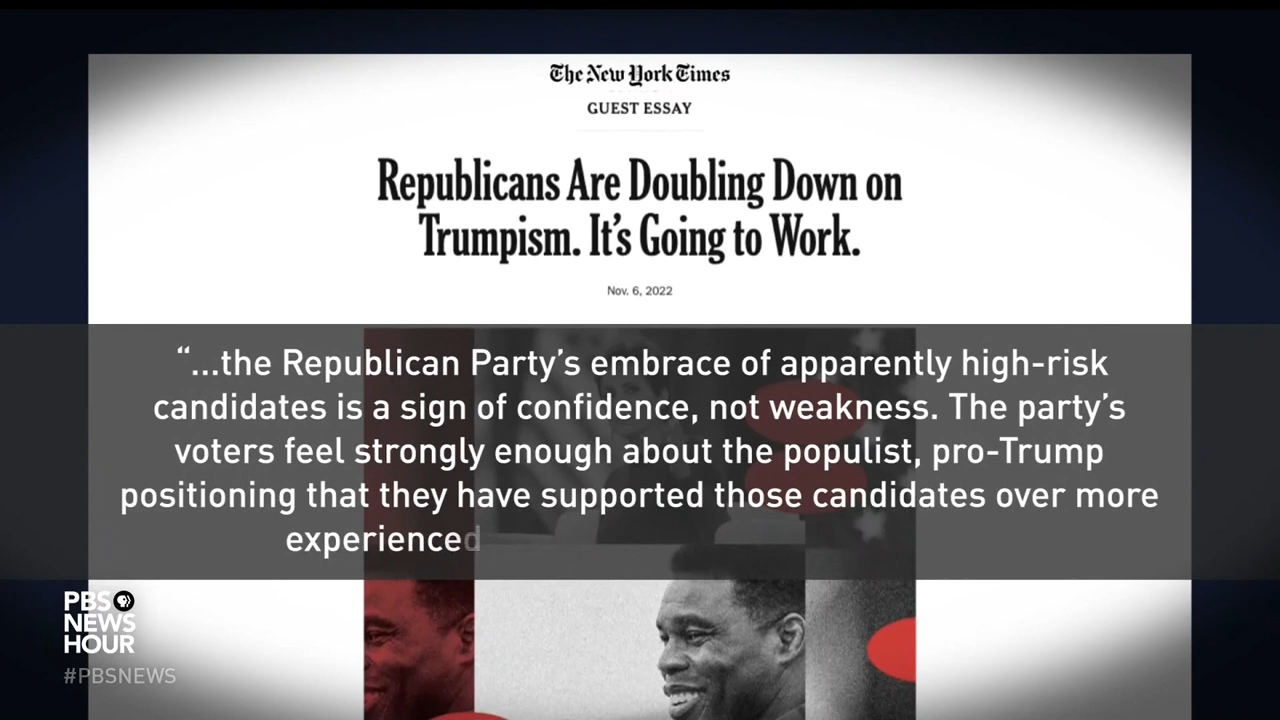 The New York Times
GUEST ESSAY
Republicans Are Doubling Down on
Trumpism. It’s Going to Work.
Nov. 6, 2022
“...the Republican Party’s embrace of apparently high-risk
candidates is a sign of confidence, not weakness. The party’s
voters feel strongly enough about the populist, pro-Trump
positioning that they have supported those candidates over more
experienced
PBS
NEWS
HOUR
#PBSNEWS